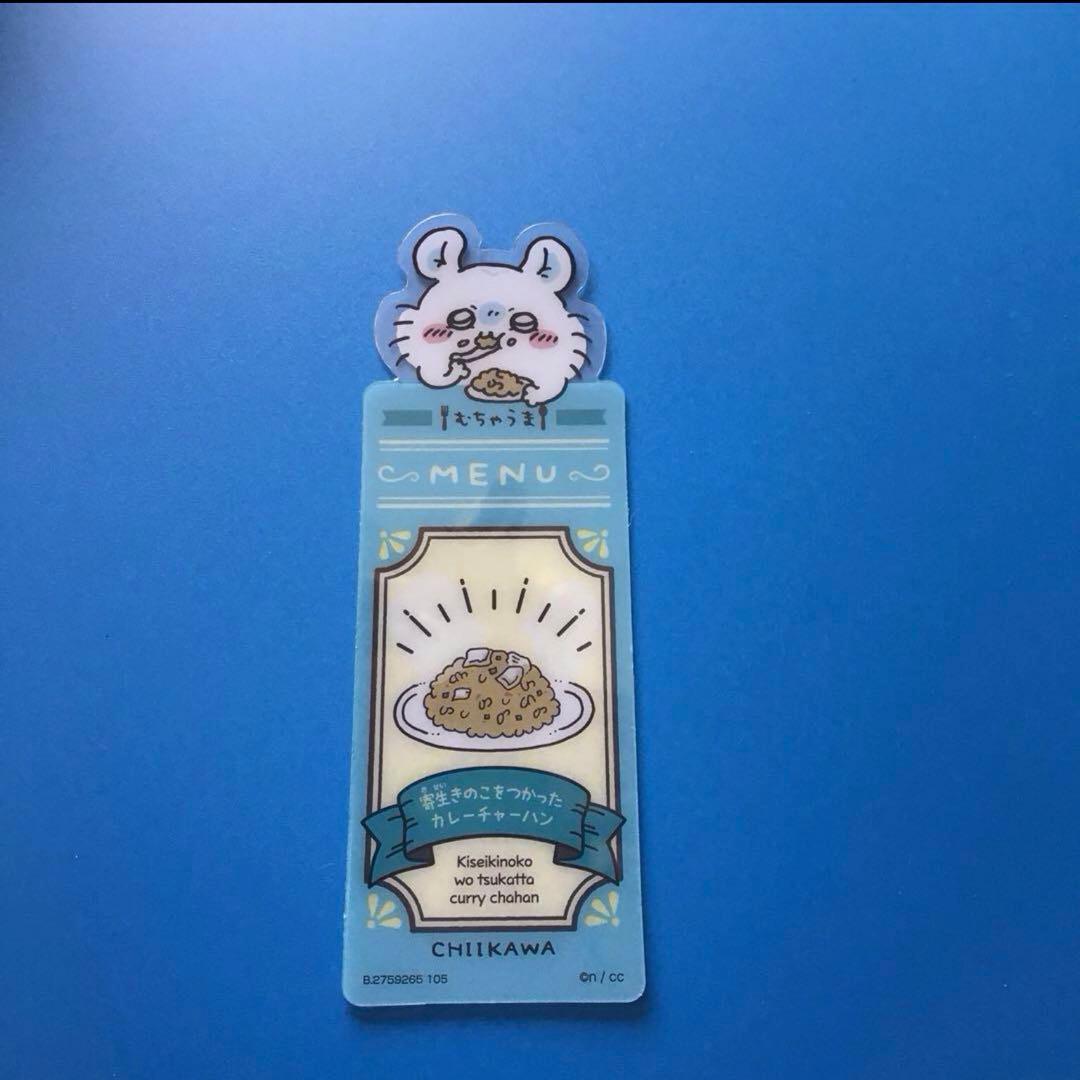 むちゃうま
MENU
寄生きのこをつかった
カレーチャーハン
Kiseikinoko
wo tsukatta
curry chahan
CHIIKAWA
B.2759265 105
©n / cc